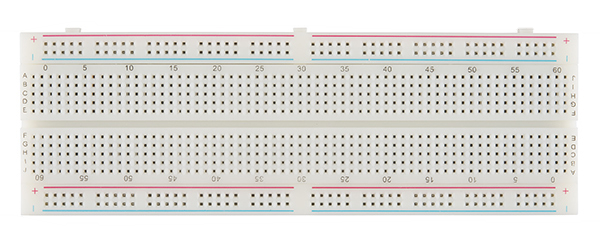 + +
0 5 10 15 20 25 30 35 40 45 50 55 60
- -
A J
B I
C H
D G
E F
F E
G D
H C
I B
J A
60 55 50 45 40 35 30 25 20 15 10 5 0
+ +
- -